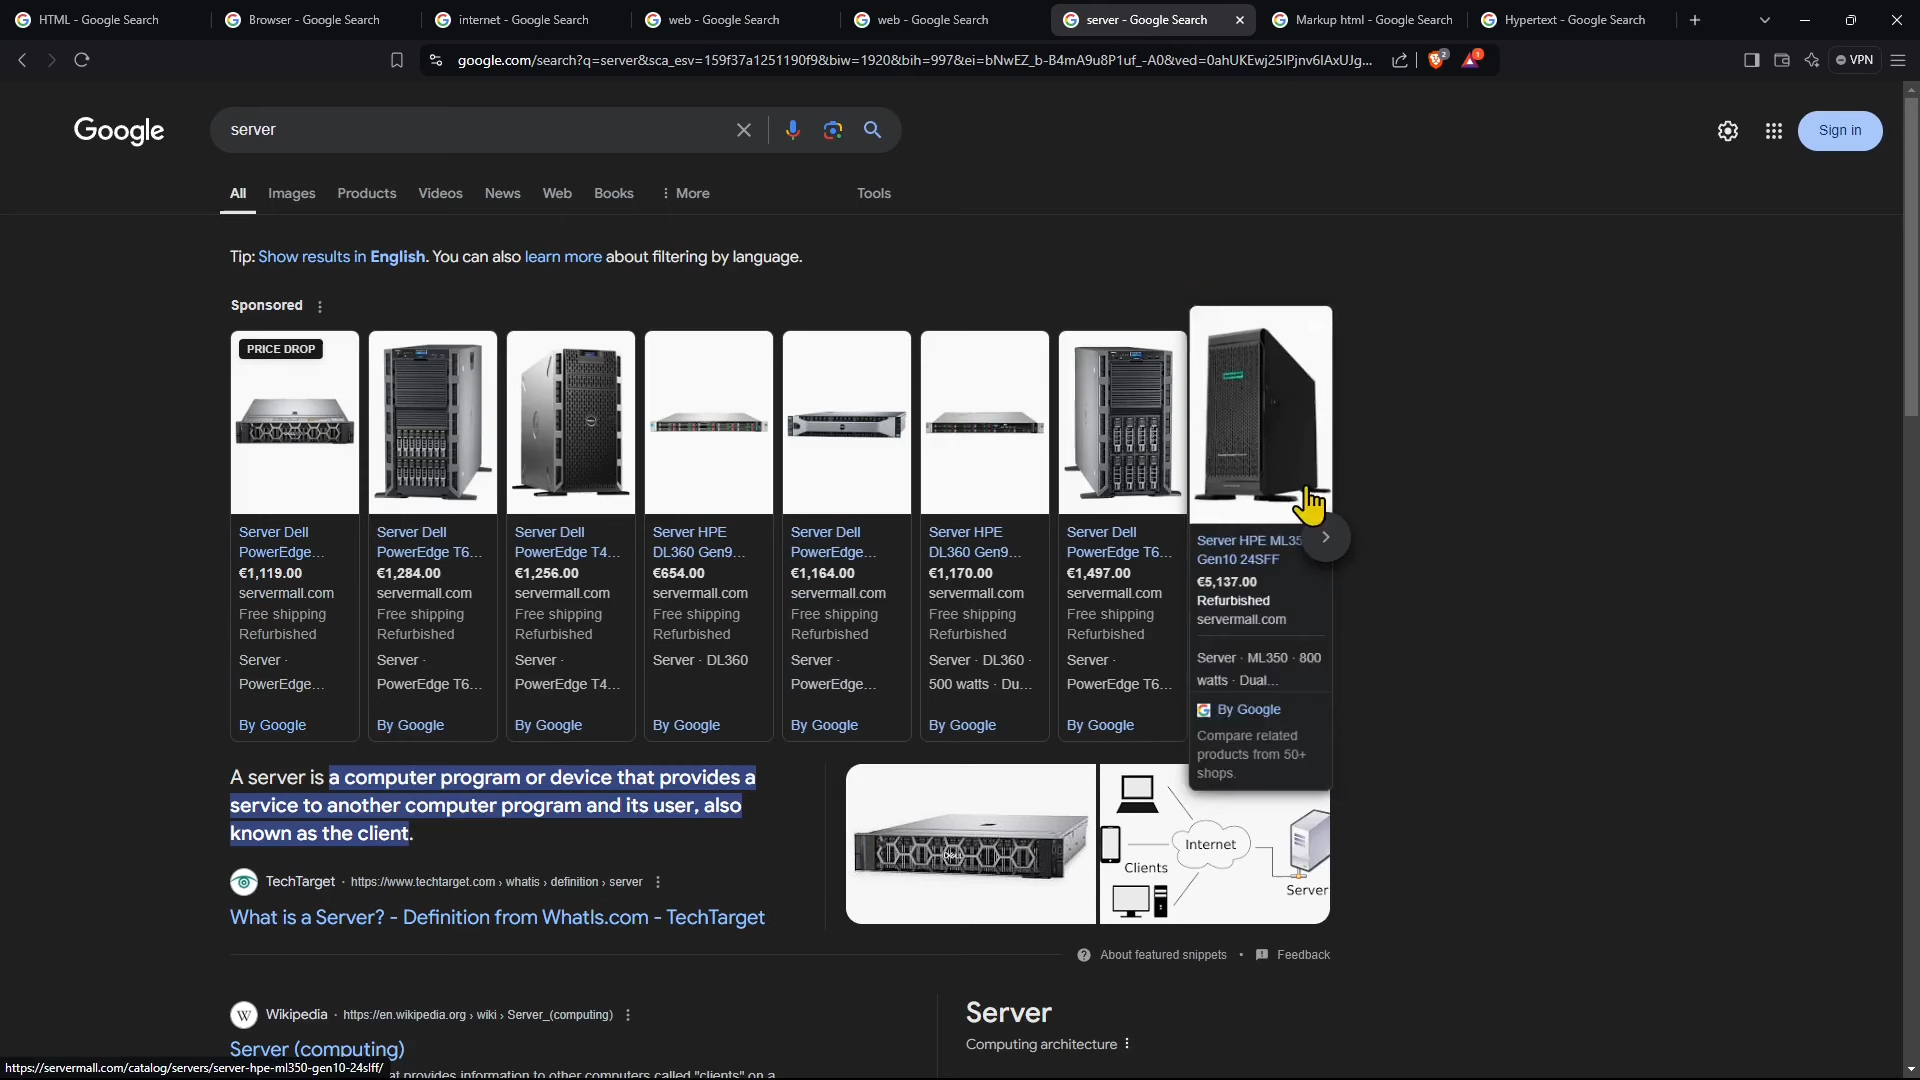 HTML - Google Search
Browser - Google Search
internet - Google Search
web - Google Search
web - Google Search
server - Google Search
Markup html - Google Search
Hypertext - Google Search
google.com/search?q=server&sca_esv=159f37a1251190f9&biw=1920&bih=997&ei=bNwEZ_b-B4mA9u8P1uf_-A0&ved=0ahUKEwj25IPjnv6IAxUJg...
2
1
VPN
Google
server
Sign in
All
Images
Products
Videos
News
Web
Books
More
Tools
Tip: Show results in English. You can also learn more about filtering by language.
Sponsored
PRICE DROP
Server Dell
PowerEdge...
€1,119.00
servermall.com
Free shipping
Refurbished
Server ·
PowerEdge...
By Google
Server Dell
PowerEdge T6...
€1,284.00
servermall.com
Free shipping
Refurbished
Server ·
PowerEdge T6...
By Google
Server Dell
PowerEdge T4...
€1,256.00
servermall.com
Free shipping
Refurbished
Server ·
PowerEdge T4...
By Google
Server HPE
DL360 Gen9...
€654.00
servermall.com
Free shipping
Refurbished
Server · DL360
By Google
Server Dell
PowerEdge...
€1,164.00
servermall.com
Free shipping
Refurbished
Server ·
PowerEdge...
By Google
Server HPE
DL360 Gen9...
€1,170.00
servermall.com
Free shipping
Refurbished
Server · DL360 ·
500 watts · Du...
By Google
Server Dell
PowerEdge T6...
€1,497.00
servermall.com
Free shipping
Refurbished
Server ·
PowerEdge T6...
By Google
Server HPE ML35
Gen10 24SFF
€5,137.00
Refurbished
servermall.com
Server · ML350 · 800
watts · Dual...
By Google
Compare related
products from 50+
shops.
A server is a computer program or device that provides a
service to another computer program and its user, also
known as the client.
TechTarget · https://www.techtarget.com › whatis › definition › server
What is a Server? - Definition from WhatIs.com - TechTarget
Internet
Clients
Server
About featured snippets · Feedback
W
Wikipedia · https://en.wikipedia.org › wiki › Server_(computing)
Server (computing)
Server
Computing architecture
https://servermall.com/catalog/servers/server-hpe-ml350-gen10-24slff/
at provides information to other computers called "clients" on a